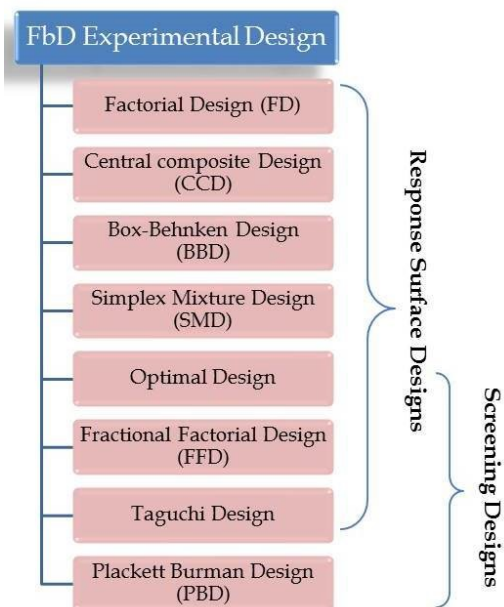 FbD Experimental Design
Factorial Design (FD)
Central composite Design
(CCD)
Box-Behnken Design
(BBD)
Simplex Mixture Design
(SMD)
Optimal Design
Fractional Factorial Design
(FFD)
Taguchi Design
Plackett Burman Design
(PBD)
Response Surface Designs
Screening Designs